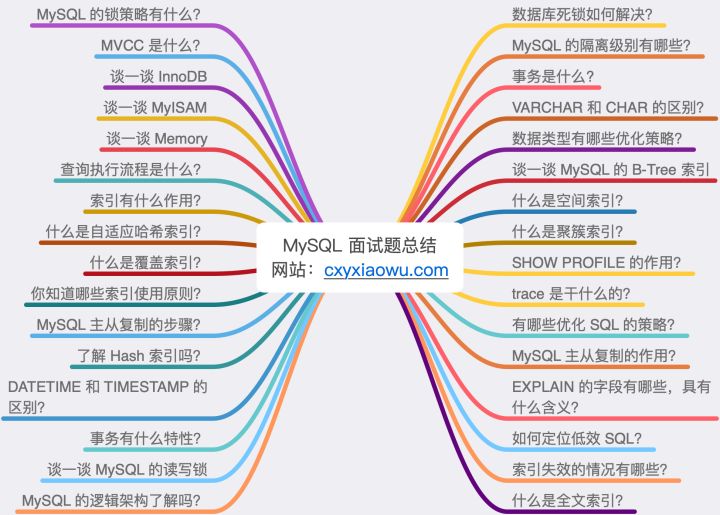 MySQL 的锁策略有什么?
MVCC 是什么?
谈一谈 InnoDB
谈一谈 MyISAM
谈一谈 Memory
查询执行流程是什么?
索引有什么作用?
什么是自适应哈希索引?
什么是覆盖索引?
你知道哪些索引使用原则?
MySQL 主从复制的步骤?
了解 Hash 索引吗?
DATETIME 和 TIMESTAMP 的
区别?
事务有什么特性?
谈一谈 MySQL 的读写锁
MySQL 的逻辑架构了解吗?
MySQL 面试题总结
网站：cxyxiaowu.com
数据库死锁如何解决?
MySQL 的隔离级别有哪些?
事务是什么?
VARCHAR 和 CHAR 的区别?
数据类型有哪些优化策略?
谈一谈 MySQL 的 B-Tree 索引
什么是空间索引?
什么是聚簇索引?
SHOW PROFILE 的作用?
trace 是干什么的?
有哪些优化 SQL 的策略?
MySQL 主从复制的作用?
EXPLAIN 的字段有哪些，具有
什么含义?
如何定位低效 SQL?
索引失效的情况有哪些?
什么是全文索引?